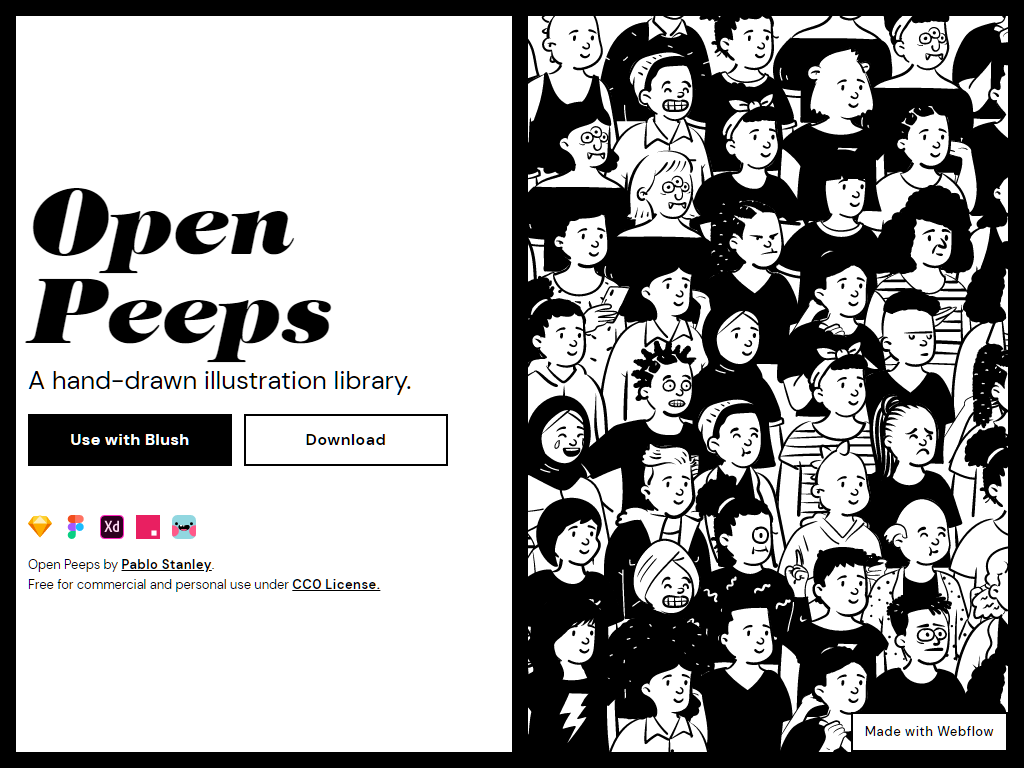 Open
Peeps
A hand-drawn illustration library.
Use with Blush
Download
Xd
Open Peeps by Pablo Stanley.
Free for commercial and personal use under CC0 License.
Made with Webflow